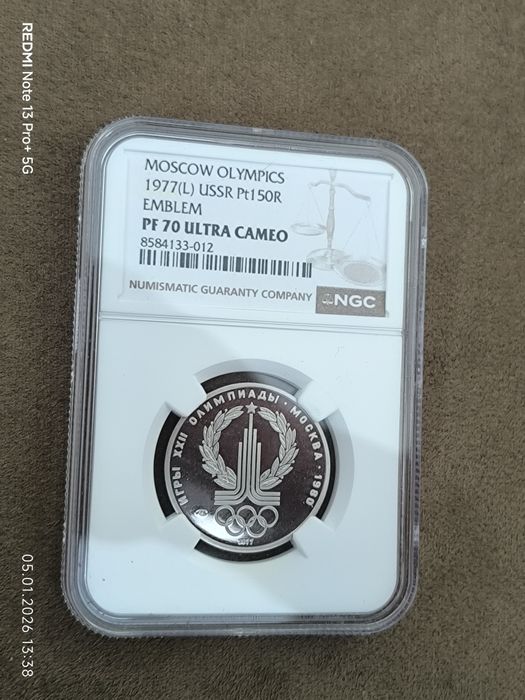 MOSCOW OLYMPICS
1977(L) USSR Pt150R
EMBLEM
PF 70 ULTRA CAMEO
8584133-012
NUMISMATIC GUARANTY COMPANY
NGC
ИГРЫ XXII ОЛИМПИАДЫ · МОСКВА · 1980
1977
REDMI Note 13 Pro+ 5G
05.01.2026 13:38